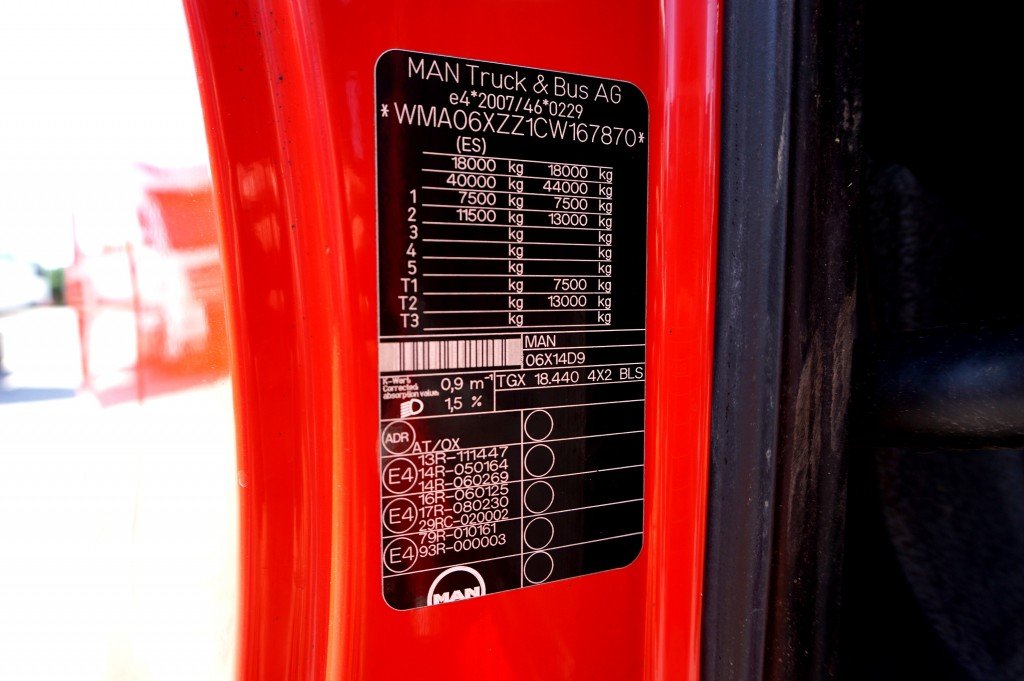 MAN Truck & Bus AG
e4*2007/46*0229
*WMA06XZZ1CW167870*
(ES)
18000 kg 18000 kg
40000 kg 44000 kg
1 7500 kg 7500 kg
2 11500 kg 13000 kg
3 kg kg
4 kg kg
5 kg kg
T1 kg 7500 kg
T2 kg 13000 kg
T3 kg kg
MAN
06X14D9
K-Werk
Corrected
absorption value
0,9 m⁻¹
1,5 %
TGX 18.440 4X2 BLS
ADR AT/OX
13R-111447
E4 14R-050164
14R-060269
16R-060125
E4 17R-080230
29RC-020002
79R-010161
E4 93R-000003
MAN